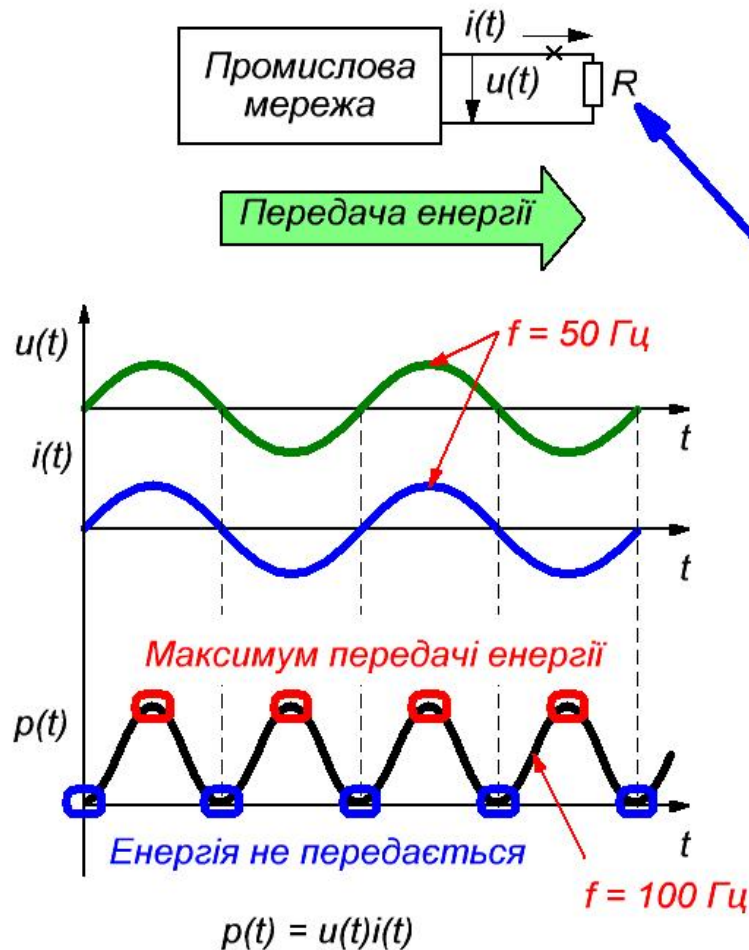 i(t)
Промислова
мережа
u(t)
R
Передача енергії
u(t)
f = 50 Гц
t
i(t)
t
Максимум передачі енергії
p(t)
t
Енергія не передається
f = 100 Гц
p(t) = u(t)i(t)